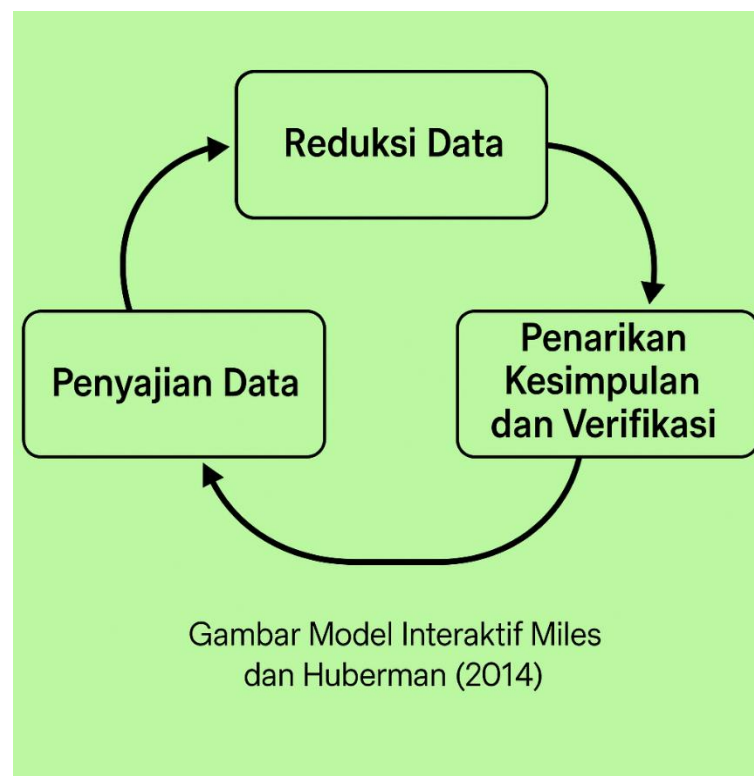 Reduksi Data
Penyajian Data
Penarikan
Kesimpulan
dan Verifikasi
Gambar Model Interaktif Miles
dan Huberman (2014)